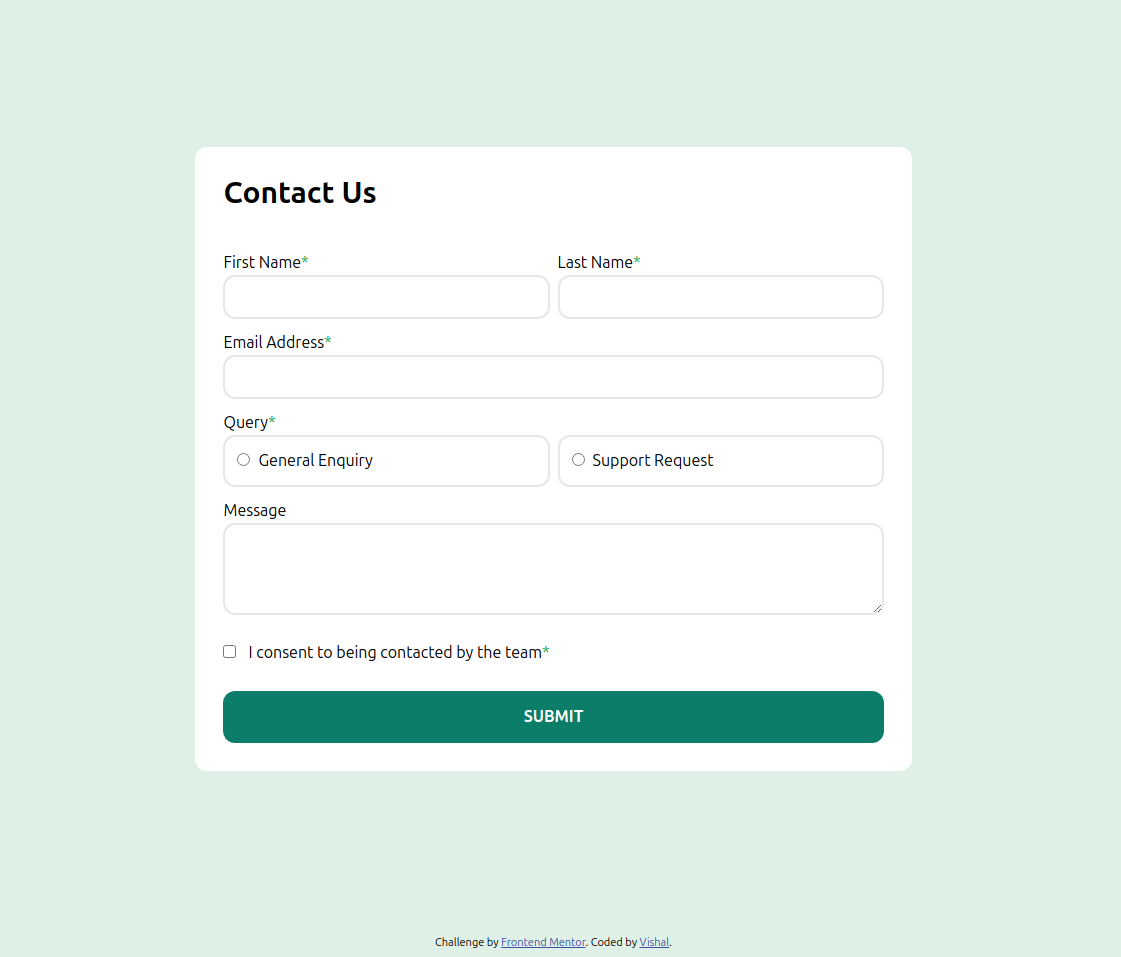 Contact Us
First Name* Last Name*
Email Address*
Query*
General Enquiry Support Request
Message
I consent to being contacted by the team*
SUBMIT
Challenge by Frontend Mentor. Coded by Vishal.